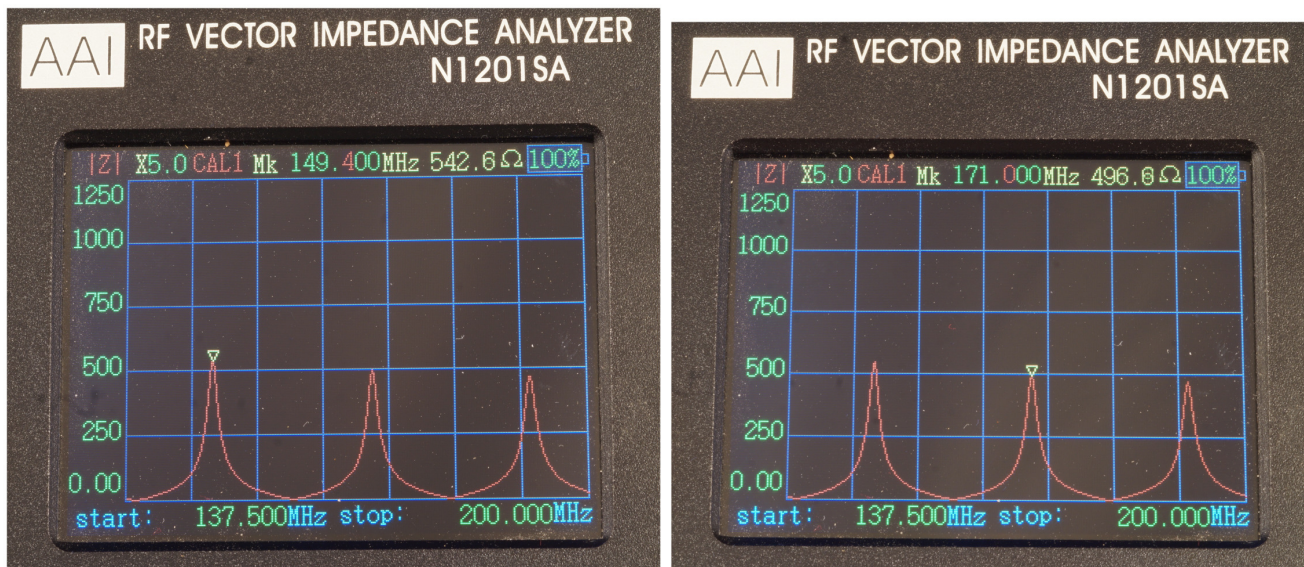 AAI RF VECTOR IMPEDANCE ANALYZER
N1201SA
|Z| X5.0 CAL1 Mk 149.400MHz 542.6Ω 100%
1250
1000
750
500
250
0.00
start: 137.500MHz stop: 200.000MHz
AAI RF VECTOR IMPEDANCE ANALYZER
N1201SA
|Z| X5.0 CAL1 Mk 171.000MHz 496.6Ω 100%
1250
1000
750
500
250
0.00
start: 137.500MHz stop: 200.000MHz